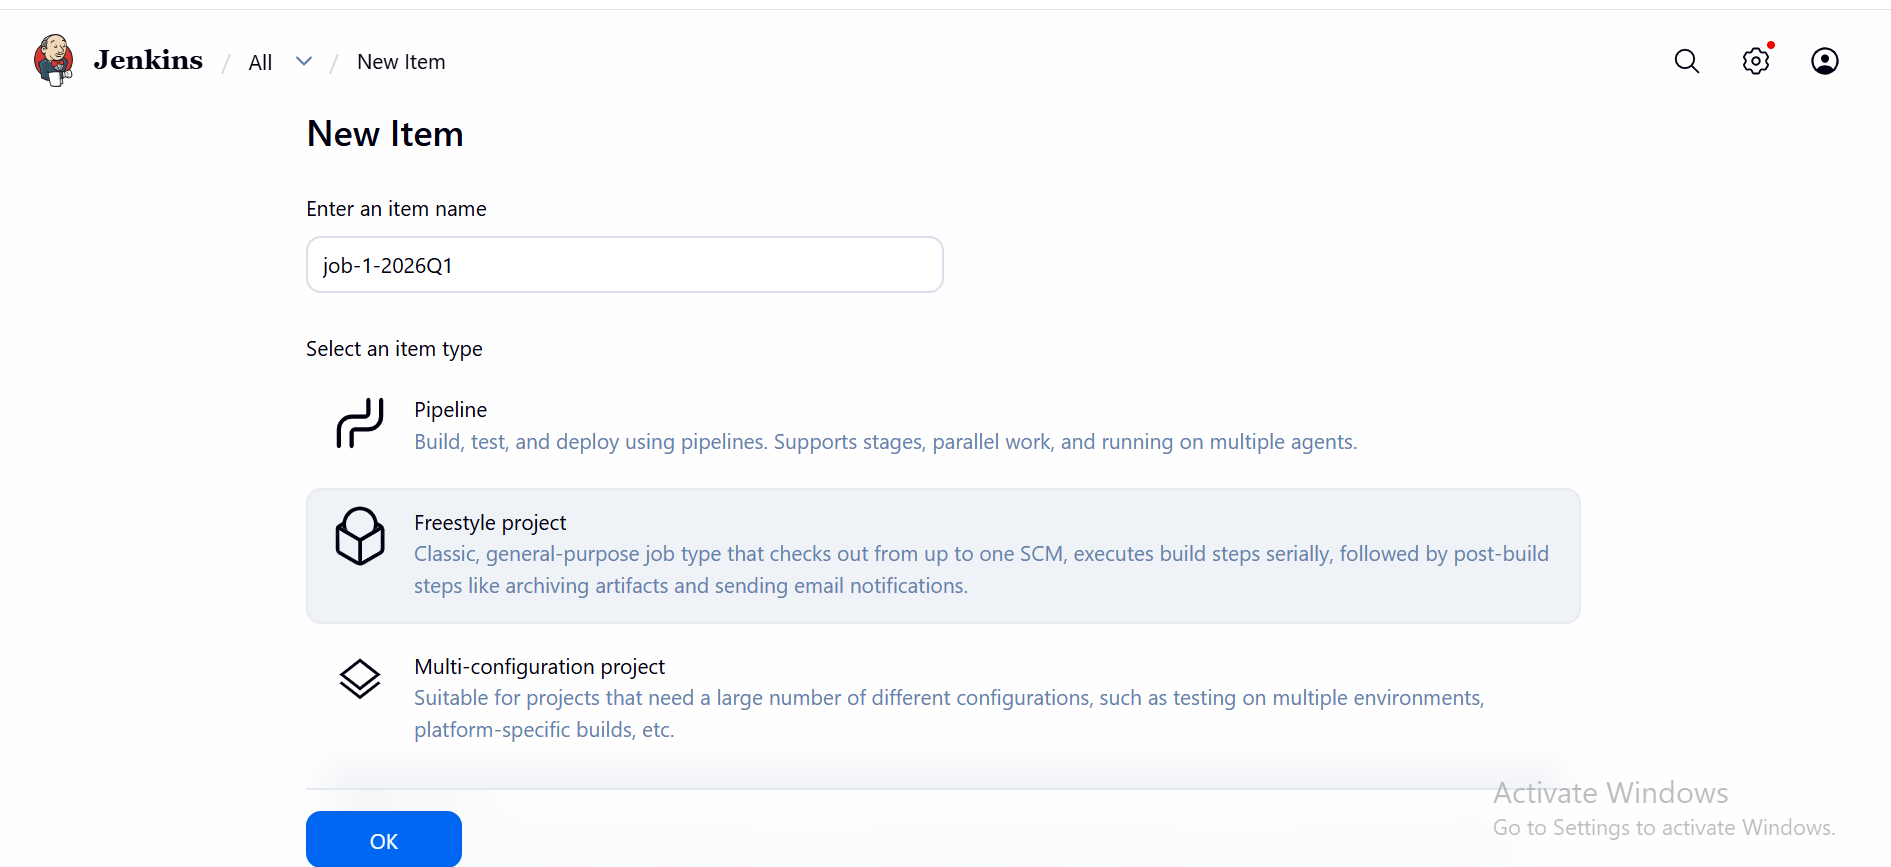 Jenkins / All / New Item
New Item
Enter an item name
job-1-2026Q1
Select an item type
Pipeline
Build, test, and deploy using pipelines. Supports stages, parallel work, and running on multiple agents.
Freestyle project
Classic, general-purpose job type that checks out from up to one SCM, executes build steps serially, followed by post-build
steps like archiving artifacts and sending email notifications.
Multi-configuration project
Suitable for projects that need a large number of different configurations, such as testing on multiple environments,
platform-specific builds, etc.
Activate Windows
Go to Settings to activate Windows.
OK